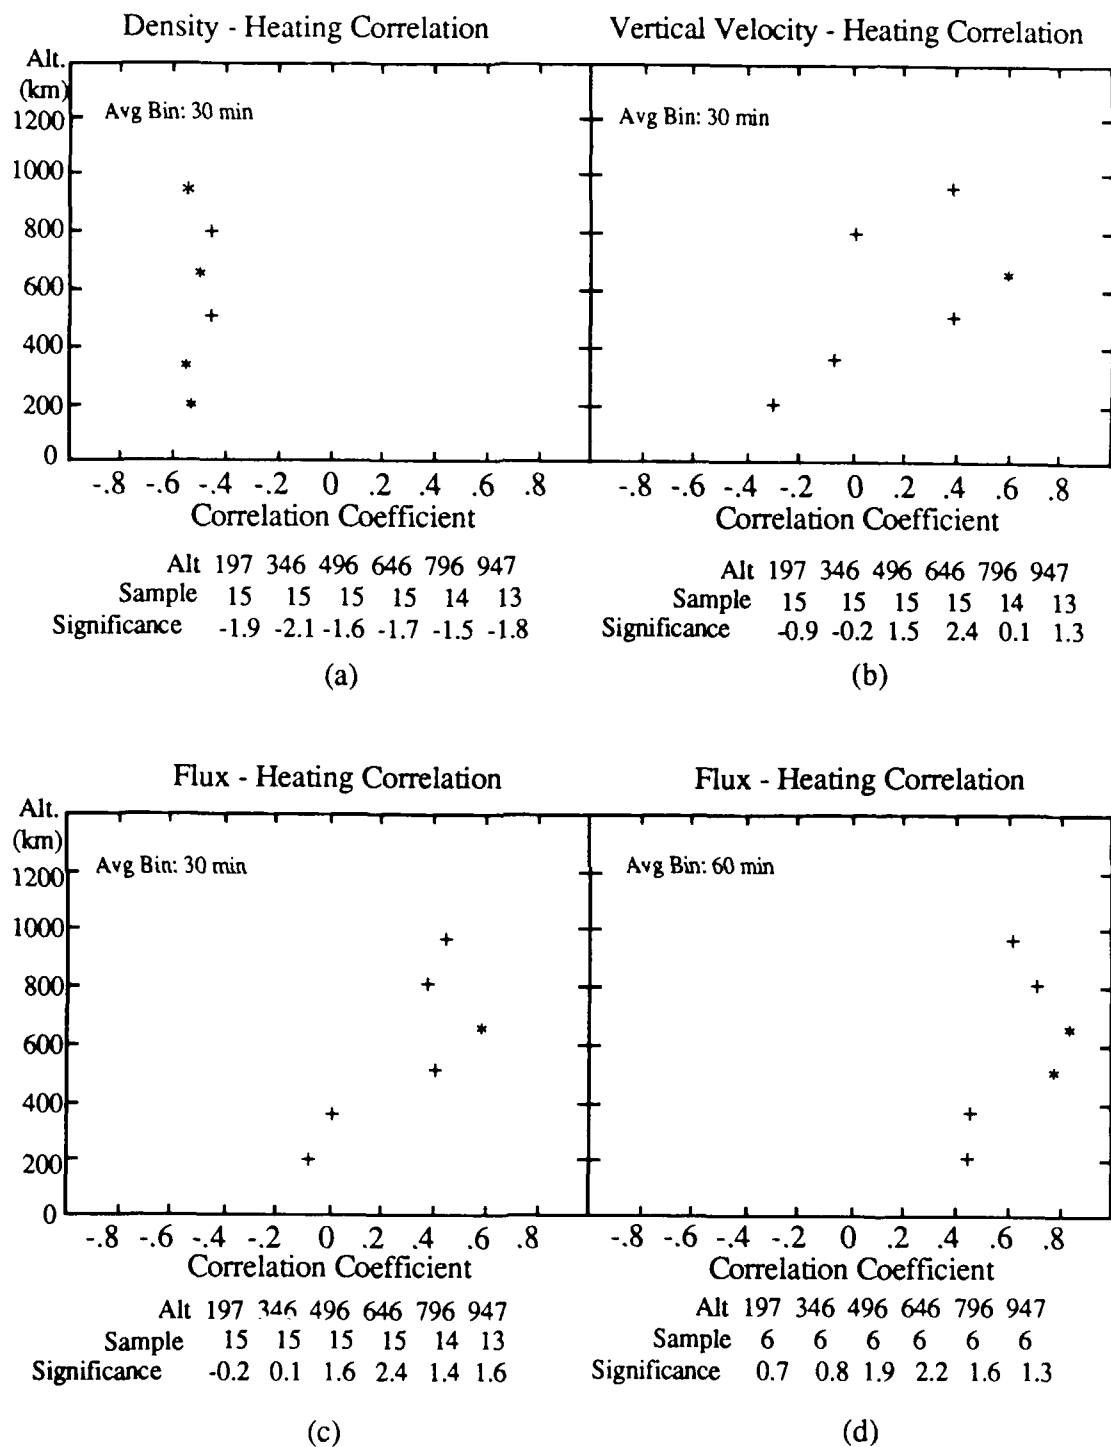 Density - Heating Correlation
Vertical Velocity - Heating Correlation
Alt.
(km)
Avg Bin: 30 min
Avg Bin: 30 min
1200
1000
800
600
400
200
0
-.8 -.6 -.4 -.2 0 .2 .4 .6 .8
-.8 -.6 -.4 -.2 0 .2 .4 .6 .8
Correlation Coefficient
Correlation Coefficient
Alt 197 346 496 646 796 947
Sample 15 15 15 15 14 13
Significance -1.9 -2.1 -1.6 -1.7 -1.5 -1.8
(a)
Alt 197 346 496 646 796 947
Sample 15 15 15 15 14 13
Significance -0.9 -0.2 1.5 2.4 0.1 1.3
(b)
Flux - Heating Correlation
Flux - Heating Correlation
Alt.
(km)
Avg Bin: 30 min
Avg Bin: 60 min
1200
1000
800
600
400
200
0
-.8 -.6 -.4 -.2 0 .2 .4 .6 .8
-.8 -.6 -.4 -.2 0 .2 .4 .6 .8
Correlation Coefficient
Correlation Coefficient
Alt 197 346 496 646 796 947
Sample 15 15 15 15 14 13
Significance -0.2 0.1 1.6 2.4 1.4 1.6
(c)
Alt 197 346 496 646 796 947
Sample 6 6 6 6 6 6
Significance 0.7 0.8 1.9 2.2 1.6 1.3
(d)